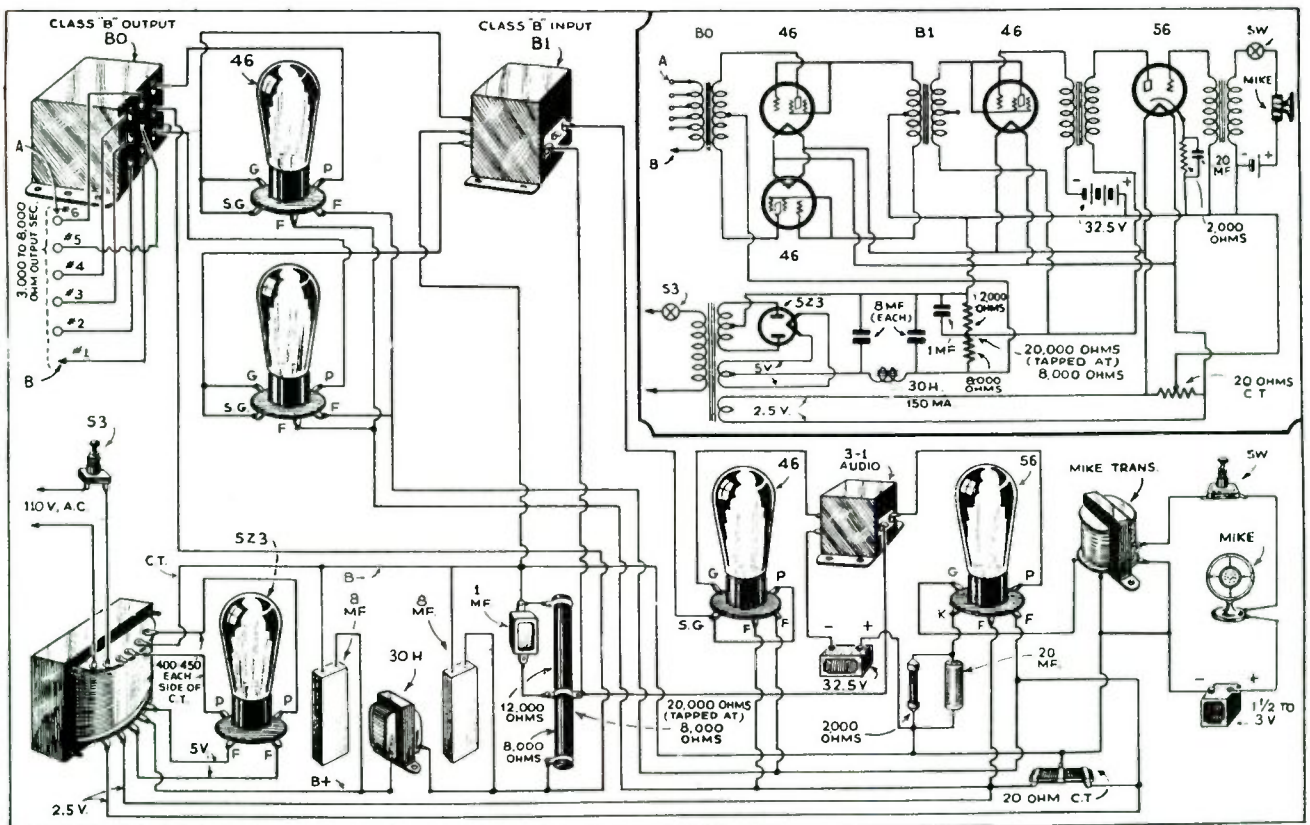 CLASS "B" OUTPUT
BO
CLASS "B" INPUT
B1
46
A
G
P
S.G.
F
F
3,000 TO 8,000
OHM OUTPUT SEC.
#6
#5
#4
#3
#2
#1
B
G
P
S.G.
F
F
S3
110 V, A.C.
C.T.
5Z3
400-450
EACH
SIDE OF
C.T.
P
P
F
F
5V
2.5 V.
B-
8
MF.
30 H
8
MF.
B+
1
MF.
12,000
OHMS
8,000
OHMS
20,000 OHMS
(TAPPED AT)
8,000
OHMS
46
G
P
S.G.
F
F
3-1
AUDIO
-
+
32.5 V
56
G
P
K
F
F
2000
OHMS
20
MF.
MIKE TRANS.
SW
MIKE
-
+
1 1/2 TO
3 V
20 OHM C.T.
BO
46
B1
46
56
SW
A
MIKE
B
46
-
+
32.5 V
20
MF
-
+
2,000
OHMS
S3
5Z3
8 MF
(EACH)
12,000
OHMS
1 MF
20,000 OHMS
(TAPPED AT)
8,000 OHMS
8,000
OHMS
5V
30 H.
150 MA
2.5 V.
20 OHMS
C.T